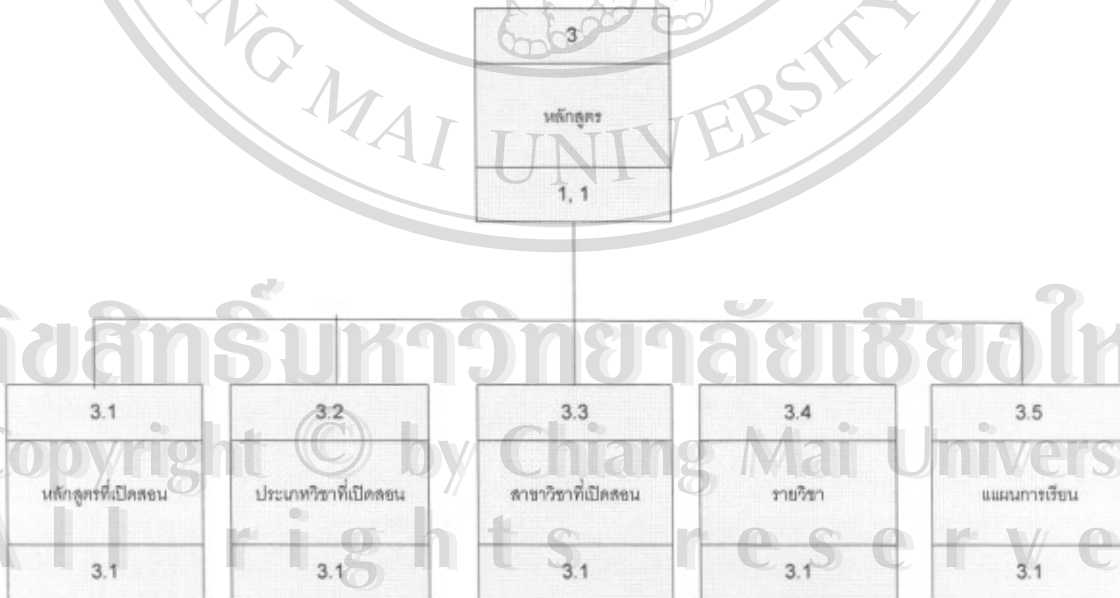 3
หลักสูตร
1, 1
NG MAI UNIVERSITY
ลิขสิทธิ์มหาวิทยาลัยเชียงให
3.1
3.2
3.3
3.4
3.5
Copyright © by Chiang Mai Univers
หลักสูตรที่เปิดสอน
ประเภทวิชาที่เปิดสอน
สาขาวิชาที่เปิดสอน
รายวิชา
แแผนการเรียน
All rights reserve
3.1
3.1
3.1
3.1
3.1